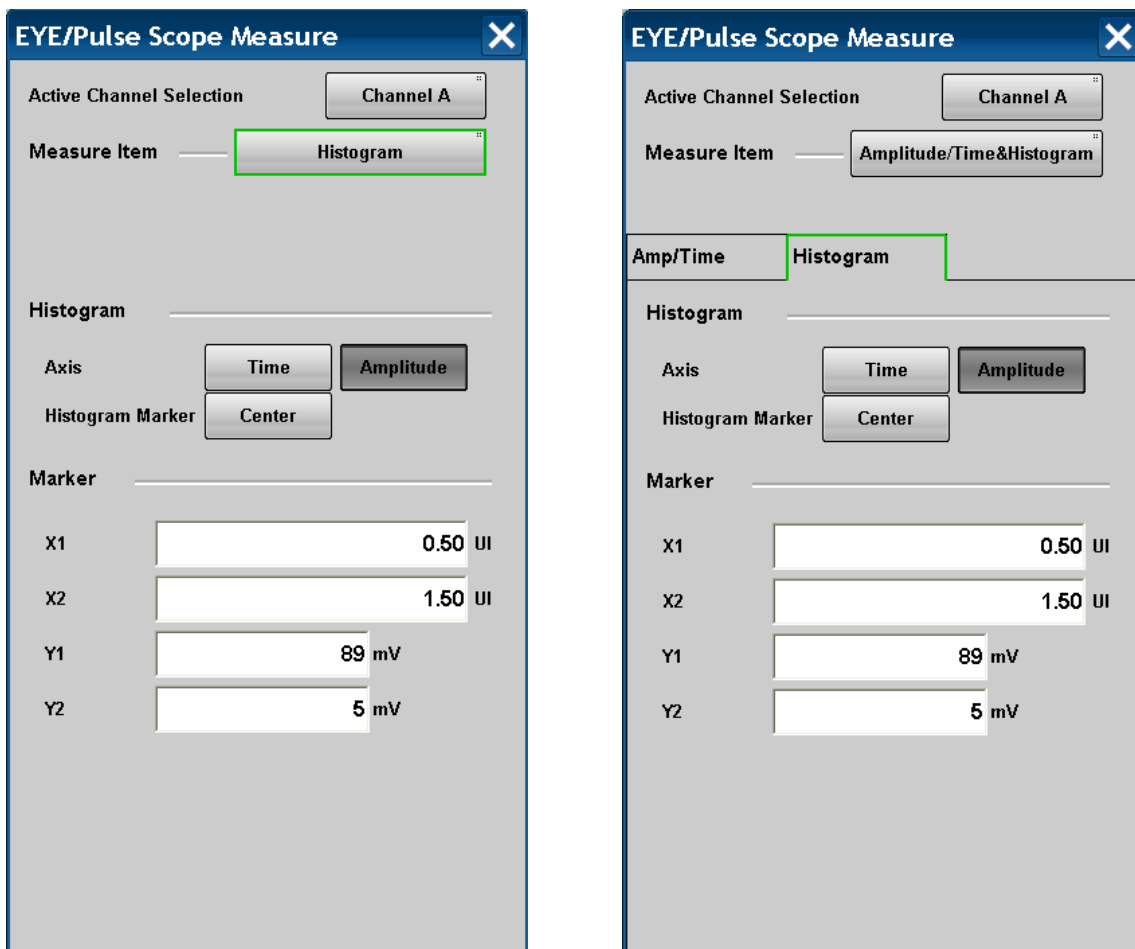 EYE/Pulse Scope Measure
Active Channel Selection Channel A
Measure Item Histogram
Histogram
Axis Time Amplitude
Histogram Marker Center
Marker
X1 0.50 UI
X2 1.50 UI
Y1 89 mV
Y2 5 mV
EYE/Pulse Scope Measure
Active Channel Selection Channel A
Measure Item Amplitude/Time&Histogram
Amp/Time Histogram
Histogram
Axis Time Amplitude
Histogram Marker Center
Marker
X1 0.50 UI
X2 1.50 UI
Y1 89 mV
Y2 5 mV